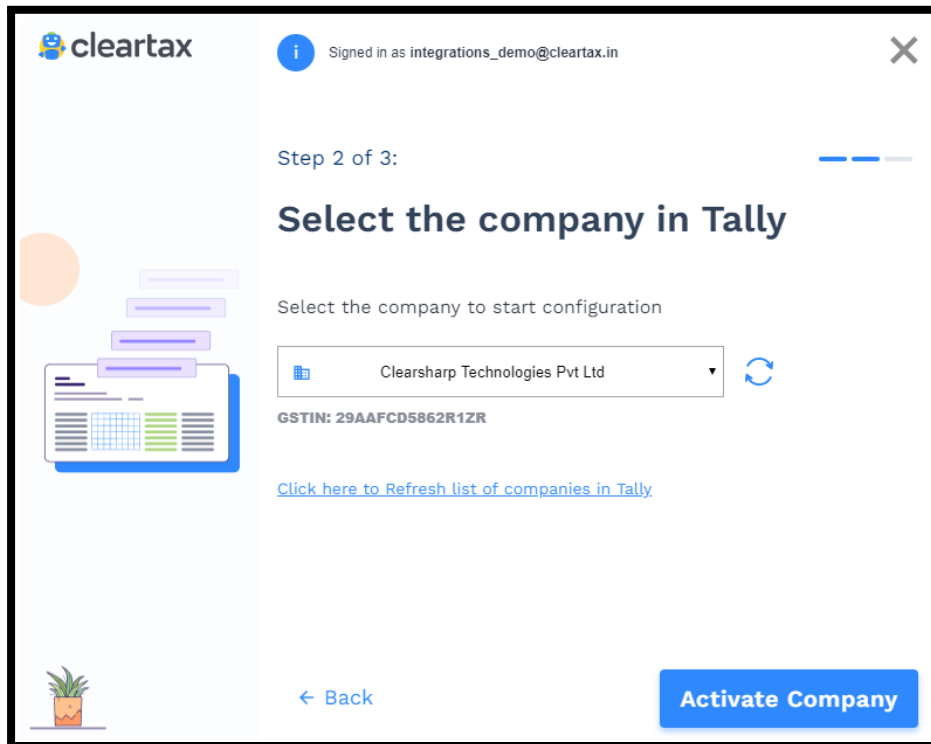 cleartax
i
Signed in as integrations_demo@cleartax.in
Step 2 of 3:
Select the company in Tally
Select the company to start configuration
Clearsharp Technologies Pvt Ltd
GSTIN: 29AAFCD5862R1ZR
Click here to Refresh list of companies in Tally
← Back
Activate Company